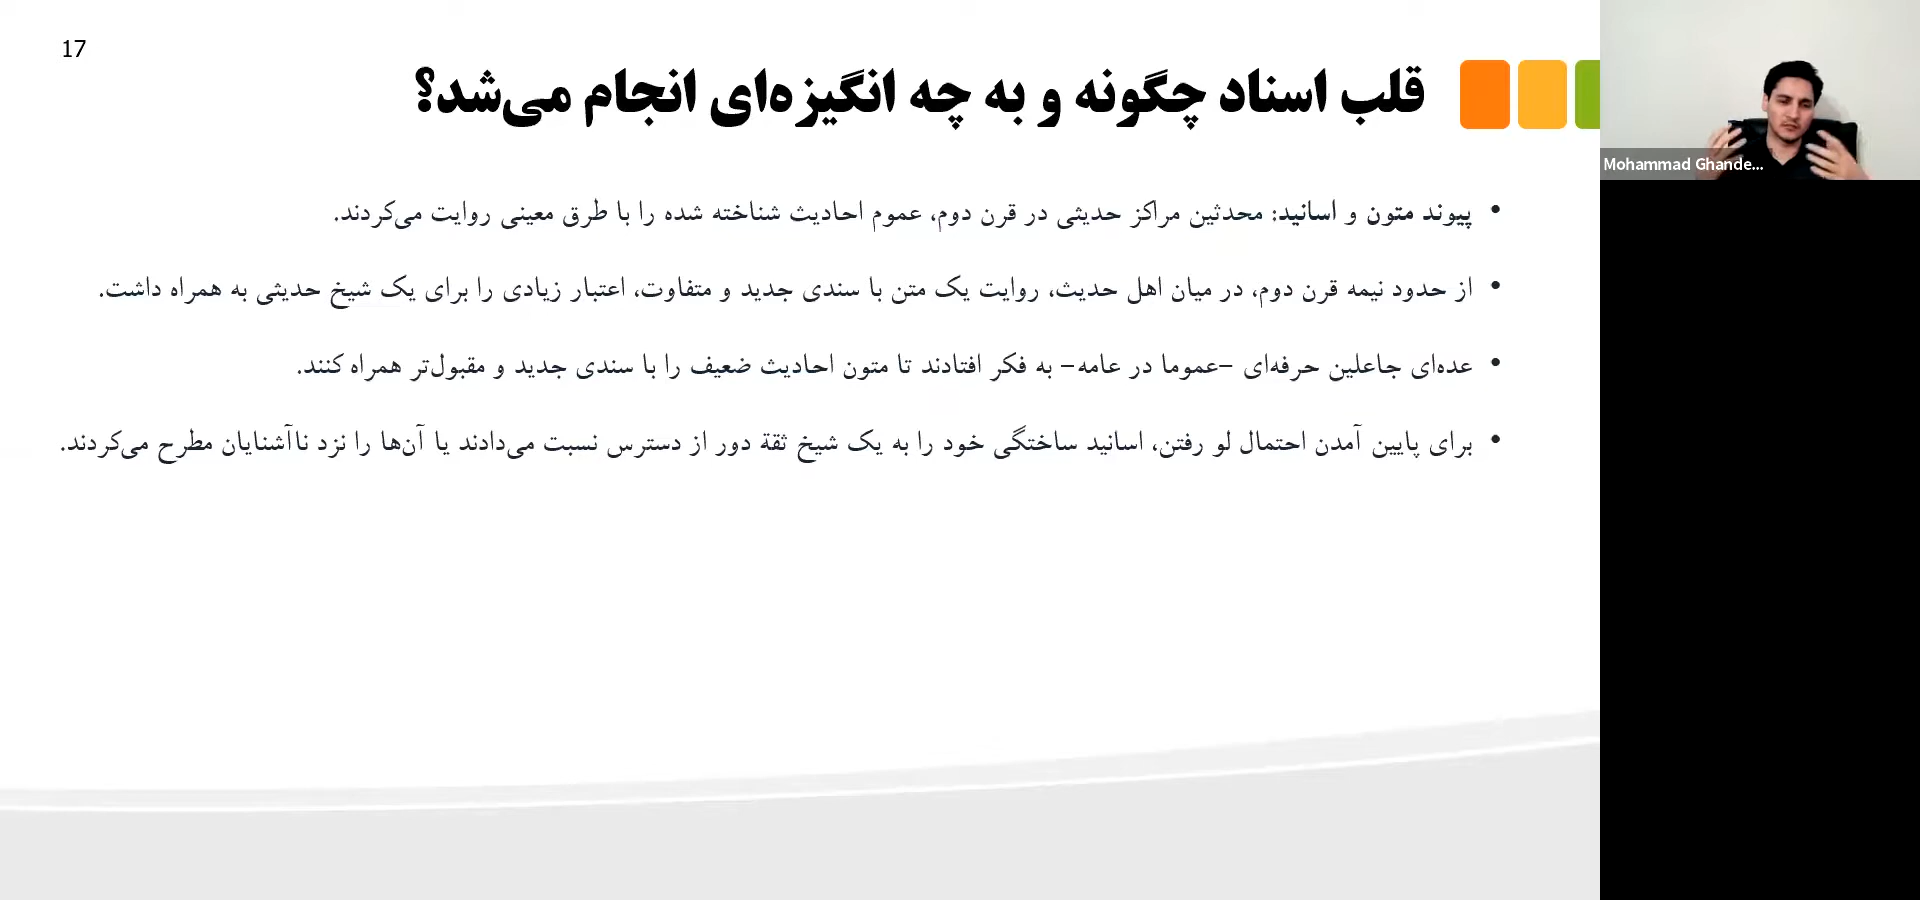 17
قلب اسناد چگونه و به چه انگیزه‌ای انجام می‌شد؟
• پیوند متون و اسانید: محدثین مراکز حدیثی در قرن دوم، عموم احادیث شناخته شده را با طرق معینی روایت می‌کردند.
• از حدود نیمه قرن دوم، در میان اهل حدیث، روایت یک متن با سندی جدید و متفاوت، اعتبار زیادی را برای یک شیخ حدیثی به همراه داشت.
• عده‌ای جاعلین حرفه‌ای –عموما در عامه– به فکر افتادند تا متون احادیث ضعیف را با سندی جدید و مقبول‌تر همراه کنند.
• برای پایین آمدن احتمال لو رفتن، اسانید ساختگی خود را به یک شیخ ثقة دور از دسترس نسبت می‌دادند یا آن‌ها را نزد ناآشنایان مطرح می‌کردند.
Mohammad Ghande...